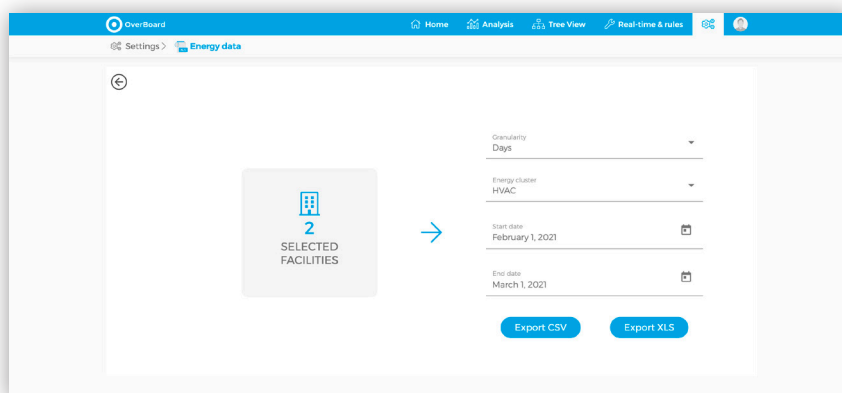 OverBoard
Home
Analysis
Tree View
Real-time & rules
Settings
Energy data
2
SELECTED
FACILITIES
Granularity
Days
Energy cluster
HVAC
Start date
February 1, 2021
End date
March 1, 2021
Export CSV
Export XLS